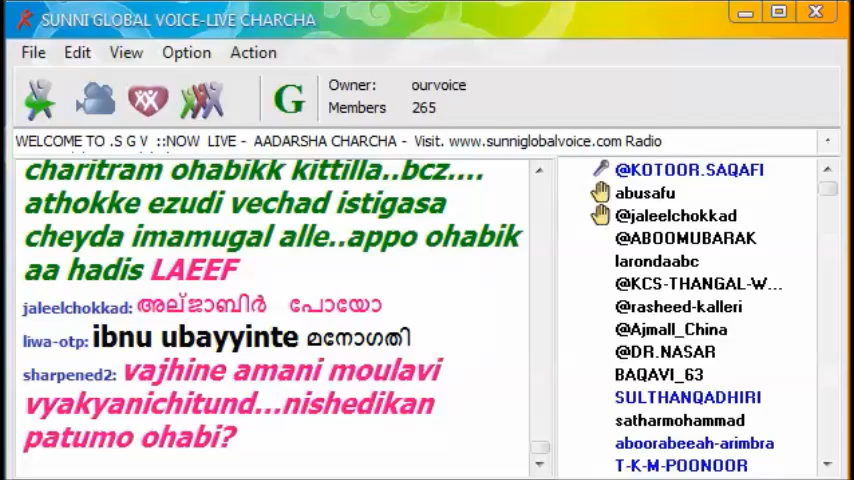 SUNNI GLOBAL VOICE-LIVE CHARCHA
File Edit View Option Action
G
Owner: ourvoice
Members 265
WELCOME TO .S G V ::NOW LIVE - AADARSHA CHARCHA - Visit. www.sunniglobalvoice.com Radio
charitram ohabikk kittilla..bcz....
athokke ezudi vechad istigasa
cheyda imamugal alle..appo ohabik
aa hadis LAEEF
jaleelchokkad: അല്ജാബിർ പോയോ
liwa-otp: ibnu ubayyinte മനോഗതി
sharpened2: vajhine amani moulavi
vyakyanichitund...nishedikan
patumo ohabi?
@KOTOOR.SAQAFI
abusafu
@jaleelchokkad
@ABOOMUBARAK
larondaabc
@KCS-THANGAL-W...
@rasheed-kalleri
@Ajmall_China
@DR.NASAR
BAQAVI_63
SULTHANQADHIRI
satharmohammad
aboorabeeah-arimbra
T-K-M-POONOOR